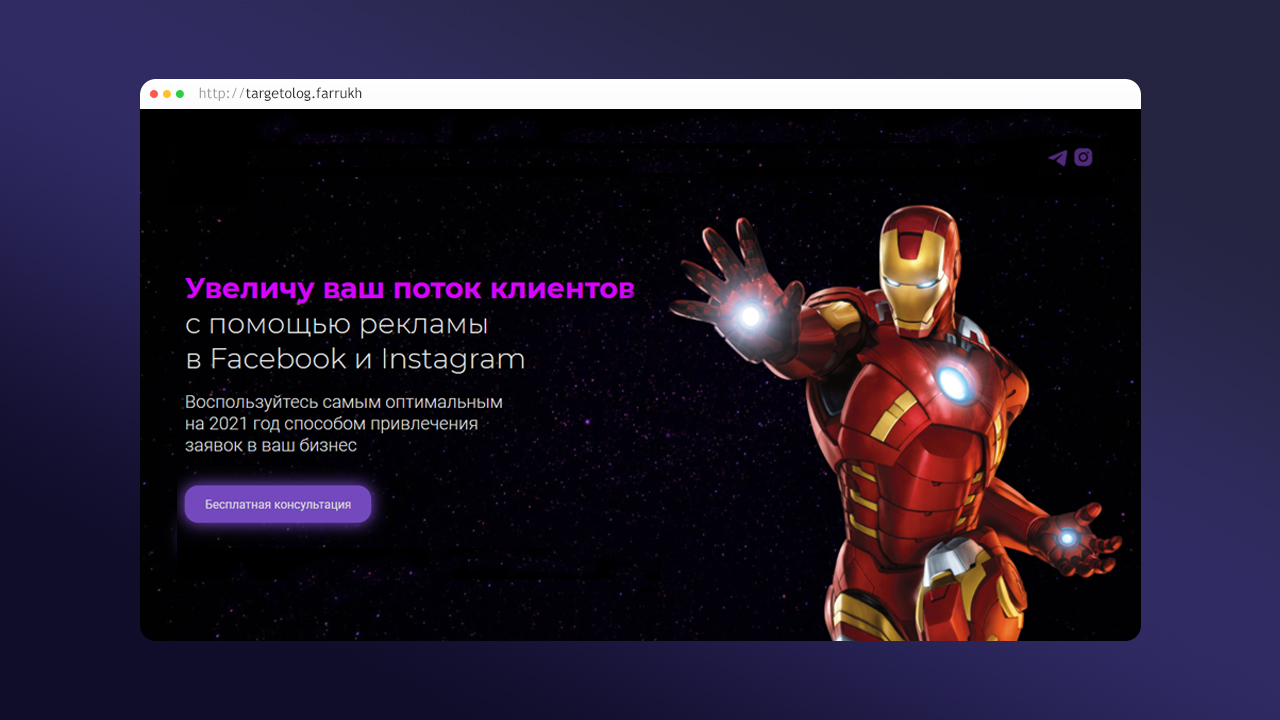 http://targetolog.farrukh
Увеличу ваш поток клиентов
с помощью рекламы
в Facebook и Instagram
Воспользуйтесь самым оптимальным
на 2021 год способом привлечения
заявок в ваш бизнес
Бесплатная консультация